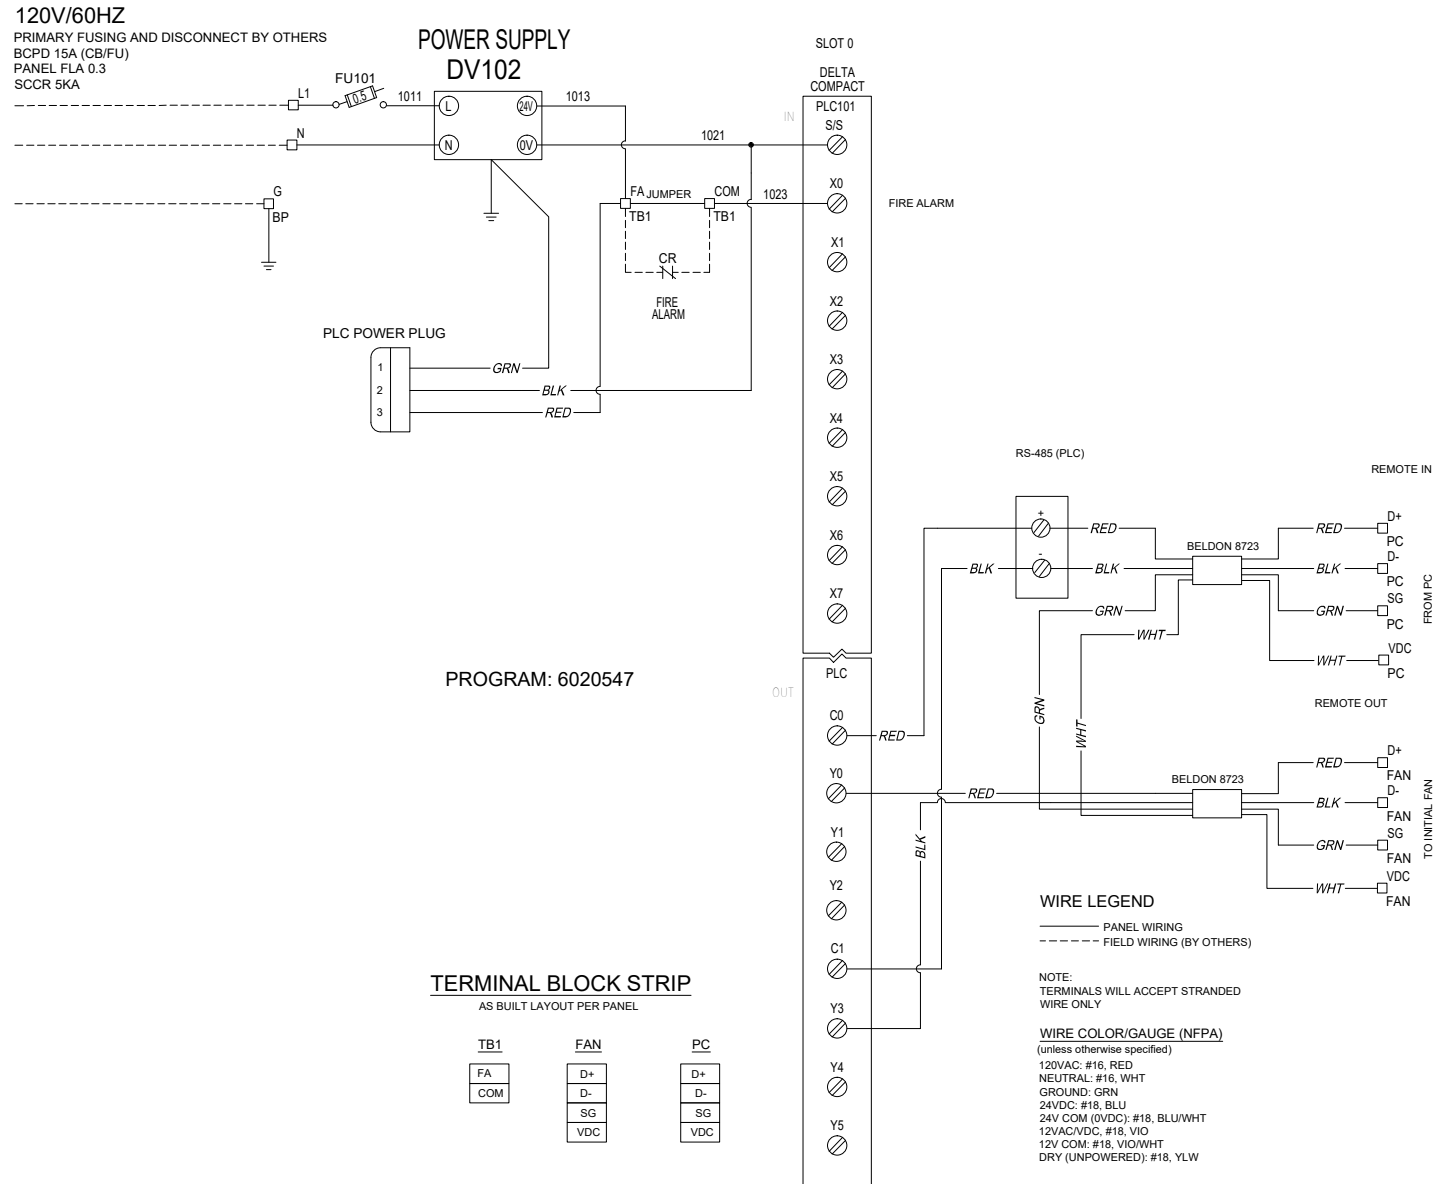 120V/60HZ
PRIMARY FUSING AND DISCONNECT BY OTHERS
BCPD 15A (CB/FU)
PANEL FLA 0.3
SCCR 5KA
POWER SUPPLY
DV102
SLOT 0
DELTA
COMPACT
PLC101
IN
S/S
FU101
L1
0.5
1011
L
24V
1013
N
N
0V
1021
G
BP
FA
JUMPER
COM
1023
TB1
TB1
CR
FIRE
ALARM
X0
FIRE ALARM
X1
X2
X3
X4
X5
X6
X7
PLC POWER PLUG
1
GRN
2
BLK
3
RED
RS-485 (PLC)
REMOTE IN
+
RED
BELDON 8723
RED
D+
PC
BLK
-
BLK
BLK
D-
PC
GRN
GRN
SG
PC
WHT
WHT
VDC
PC
FROM PC
PROGRAM: 6020547
OUT
PLC
C0
RED
GRN
WHT
REMOTE OUT
Y0
RED
BELDON 8723
RED
D+
FAN
BLK
BLK
D-
FAN
GRN
SG
FAN
WHT
VDC
FAN
TO INITIAL FAN
Y1
Y2
C1
Y3
Y4
Y5
WIRE LEGEND
PANEL WIRING
FIELD WIRING (BY OTHERS)
NOTE:
TERMINALS WILL ACCEPT STRANDED
WIRE ONLY
WIRE COLOR/GAUGE (NFPA)
(unless otherwise specified)
120VAC: #16, RED
NEUTRAL: #16, WHT
GROUND: GRN
24VDC: #18, BLU
24V COM (0VDC): #18, BLU/WHT
12VAC/VDC, #18, VIO
12V COM: #18, VIO/WHT
DRY (UNPOWERED): #18, YLW
TERMINAL BLOCK STRIP
AS BUILT LAYOUT PER PANEL
TB1
FA
COM
FAN
D+
D-
SG
VDC
PC
D+
D-
SG
VDC